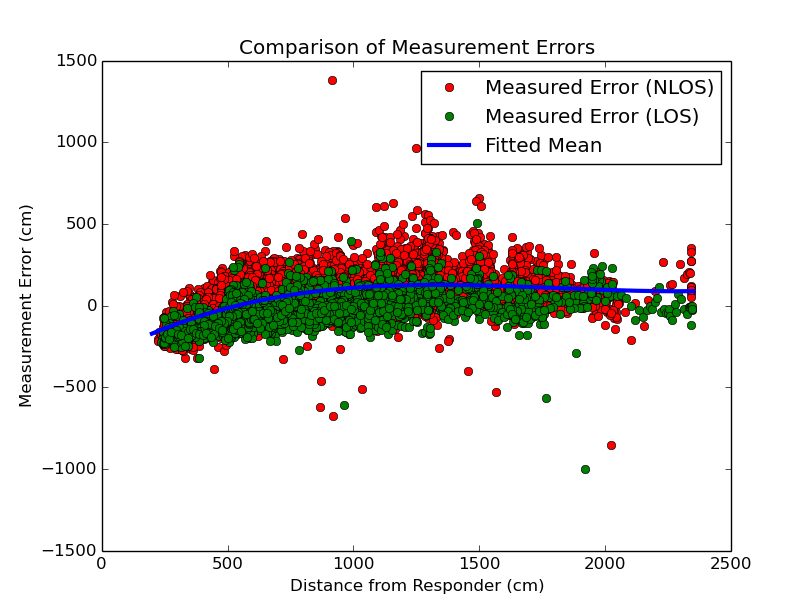 Comparison of Measurement Errors
1500
1000
500
0
−500
−1000
−1500
Measurement Error (cm)
Measured Error (NLOS)
Measured Error (LOS)
Fitted Mean
0 500 1000 1500 2000 2500
Distance from Responder (cm)